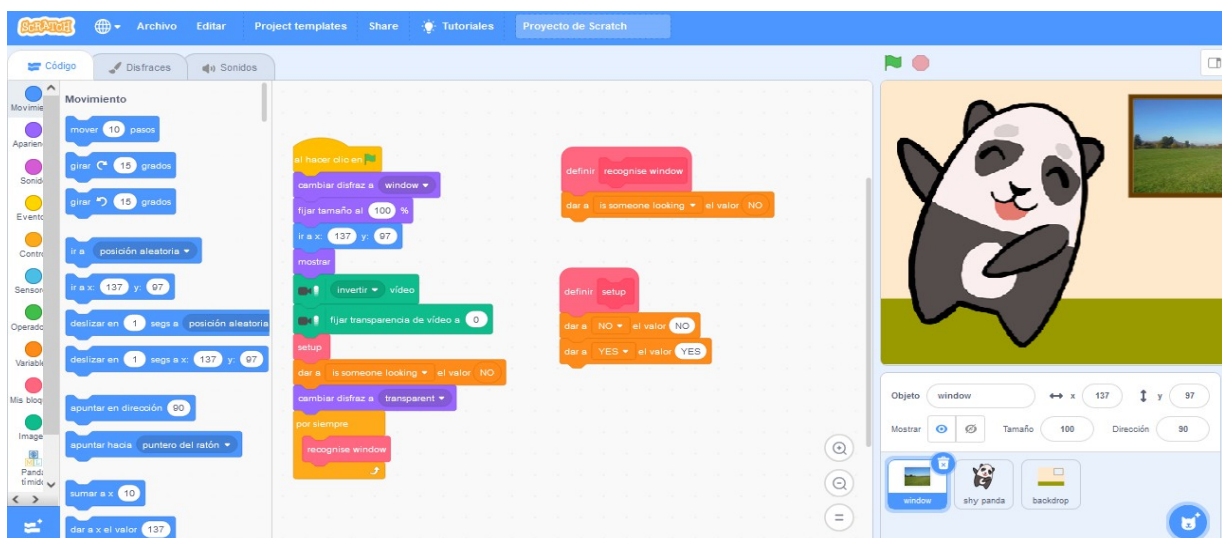 SCRATCH Archivo Editar Project templates Share Tutoriales Proyecto de Scratch
Código Disfraces Sonidos
Movimie
Aparien
Sonid
Evento
Contro
Sensor
Operado
Variabl
Mis bloq
Image
Panda
tímido
Movimiento
mover 10 pasos
girar 15 grados
girar 15 grados
ir a posición aleatoria
ir a x: 137 y: 97
deslizar en 1 segs a posición aleatoria
deslizar en 1 segs a x: 137 y: 97
apuntar en dirección 90
apuntar hacia puntero del ratón
sumar a x 10
dar a x el valor 137
al hacer clic en
cambiar disfraz a window
fijar tamaño al 100 %
ir a x: 137 y: 97
mostrar
invertir vídeo
fijar transparencia de vídeo a 0
setup
dar a is someone looking el valor NO
cambiar disfraz a transparent
por siempre
recognise window
definir recognise window
dar a is someone looking el valor NO
definir setup
dar a NO el valor NO
dar a YES el valor YES
Objeto window x 137 y 97
Mostrar Tamaño 100 Dirección 90
window shy panda backdrop